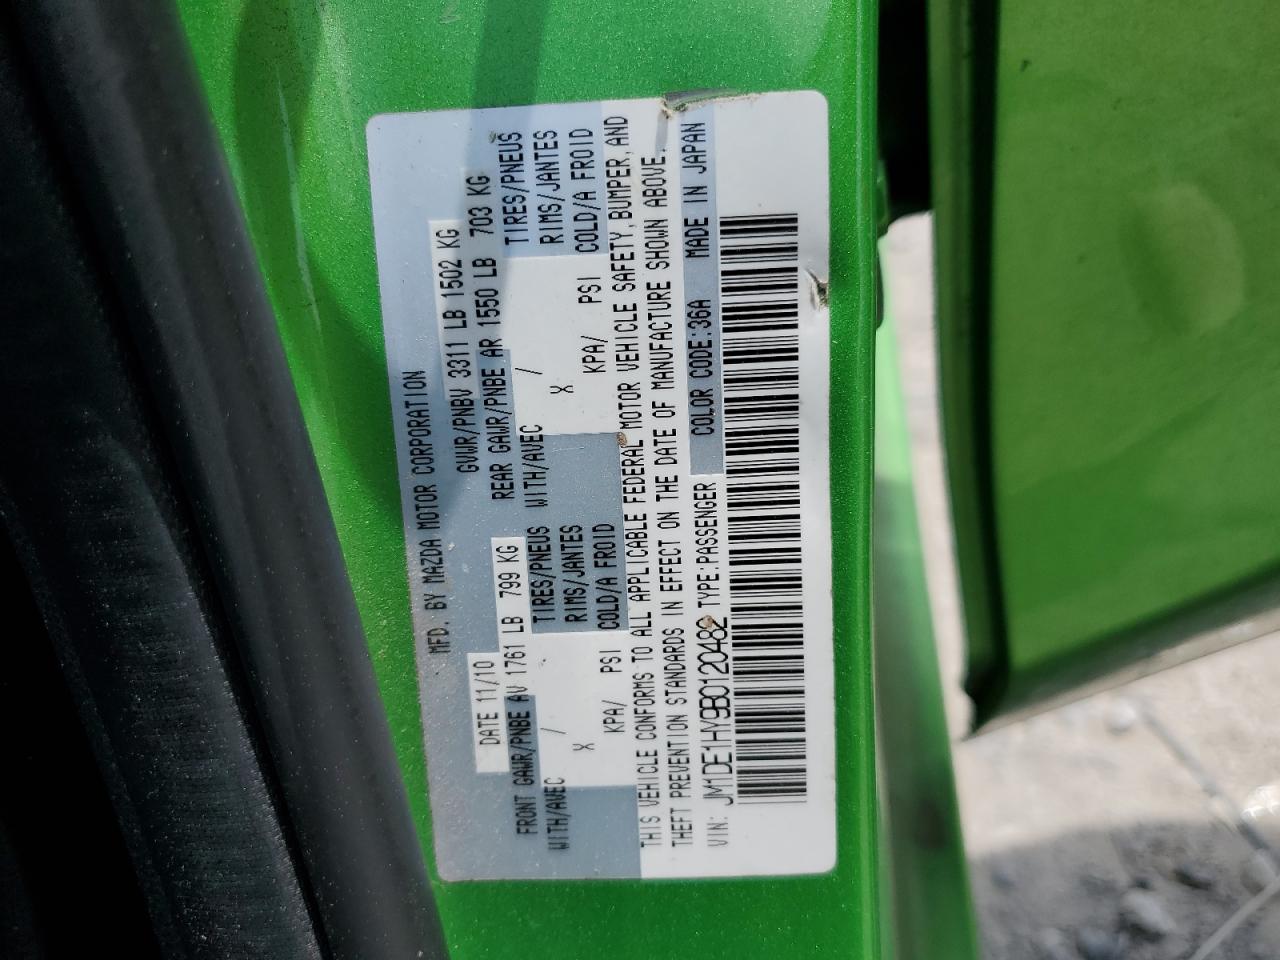 MFD. BY MAZDA MOTOR CORPORATION
DATE 11/10 GVWR/PNBV 3311 LB 1502 KG
FRONT GAWR/PNBE AV 1761 LB 799 KG REAR GAWR/PNBE AR 1550 LB 703 KG
WITH/AVEC / TIRES/PNEUS WITH/AVEC / TIRES/PNEUS
X RIMS/JANTES X RIMS/JANTES
KPA/ PSI COLD/A FROID KPA/ PSI COLD/A FROID
THIS VEHICLE CONFORMS TO ALL APPLICABLE FEDERAL MOTOR VEHICLE SAFETY, BUMPER, AND
THEFT PREVENTION STANDARDS IN EFFECT ON THE DATE OF MANUFACTURE SHOWN ABOVE.
VIN: JM1DE1HY9B0120482 TYPE:PASSENGER COLOR CODE:36A MADE IN JAPAN